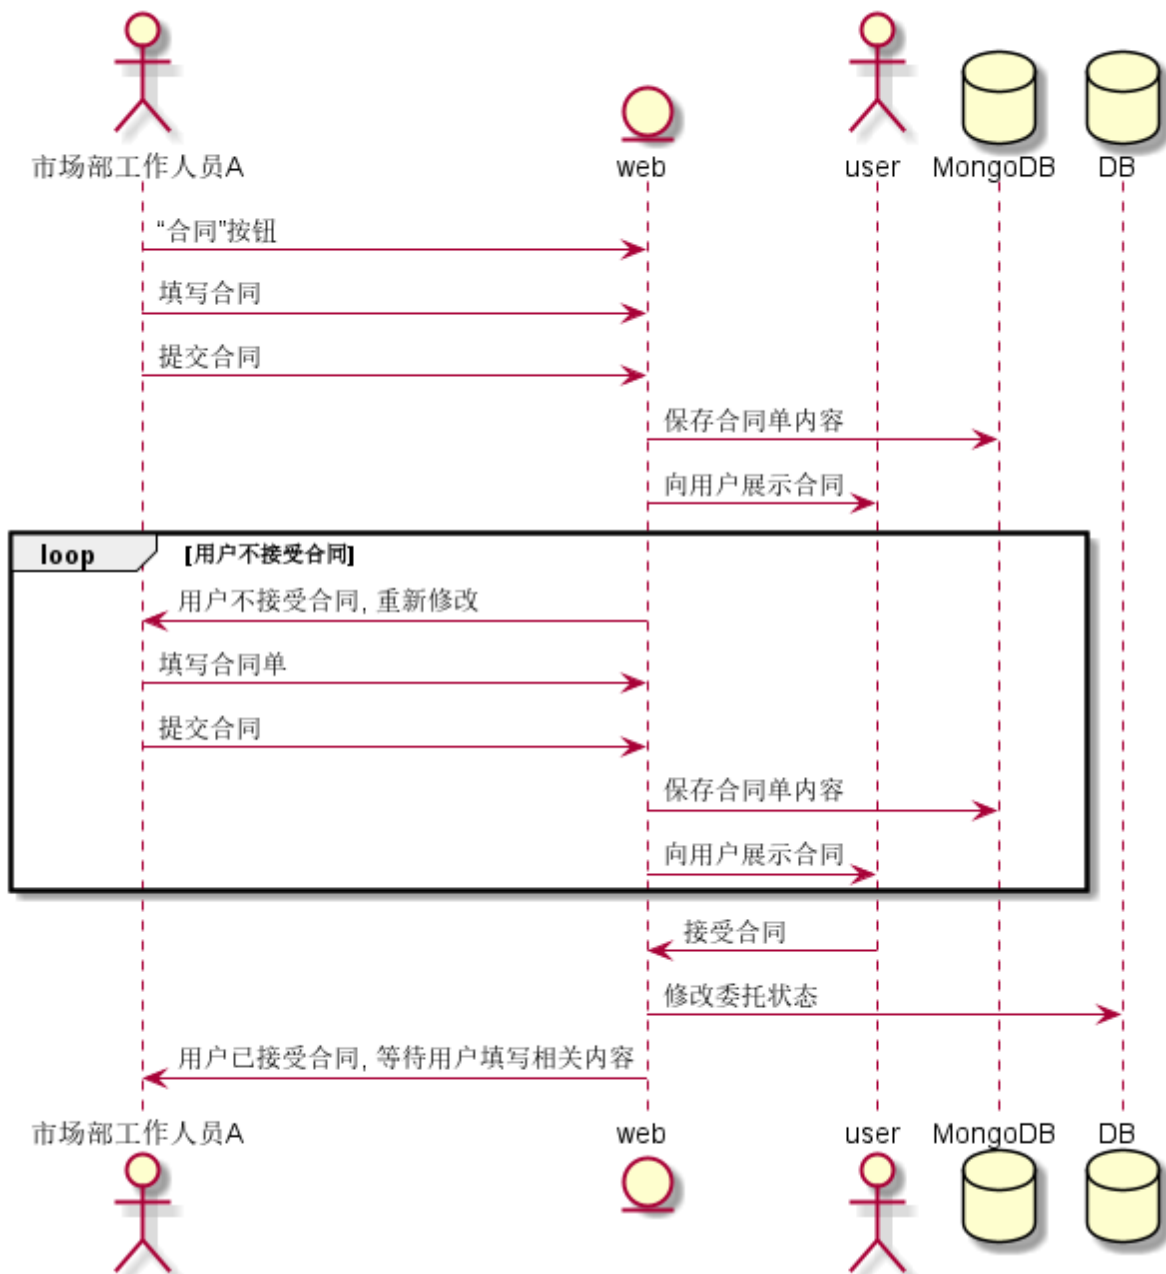 市场部工作人员A
web
user
MongoDB
DB
“合同”按钮
填写合同
提交合同
保存合同单内容
向用户展示合同
loop
[用户不接受合同]
用户不接受合同, 重新修改
填写合同单
提交合同
保存合同单内容
向用户展示合同
接受合同
修改委托状态
用户已接受合同, 等待用户填写相关内容
市场部工作人员A
web
user
MongoDB
DB